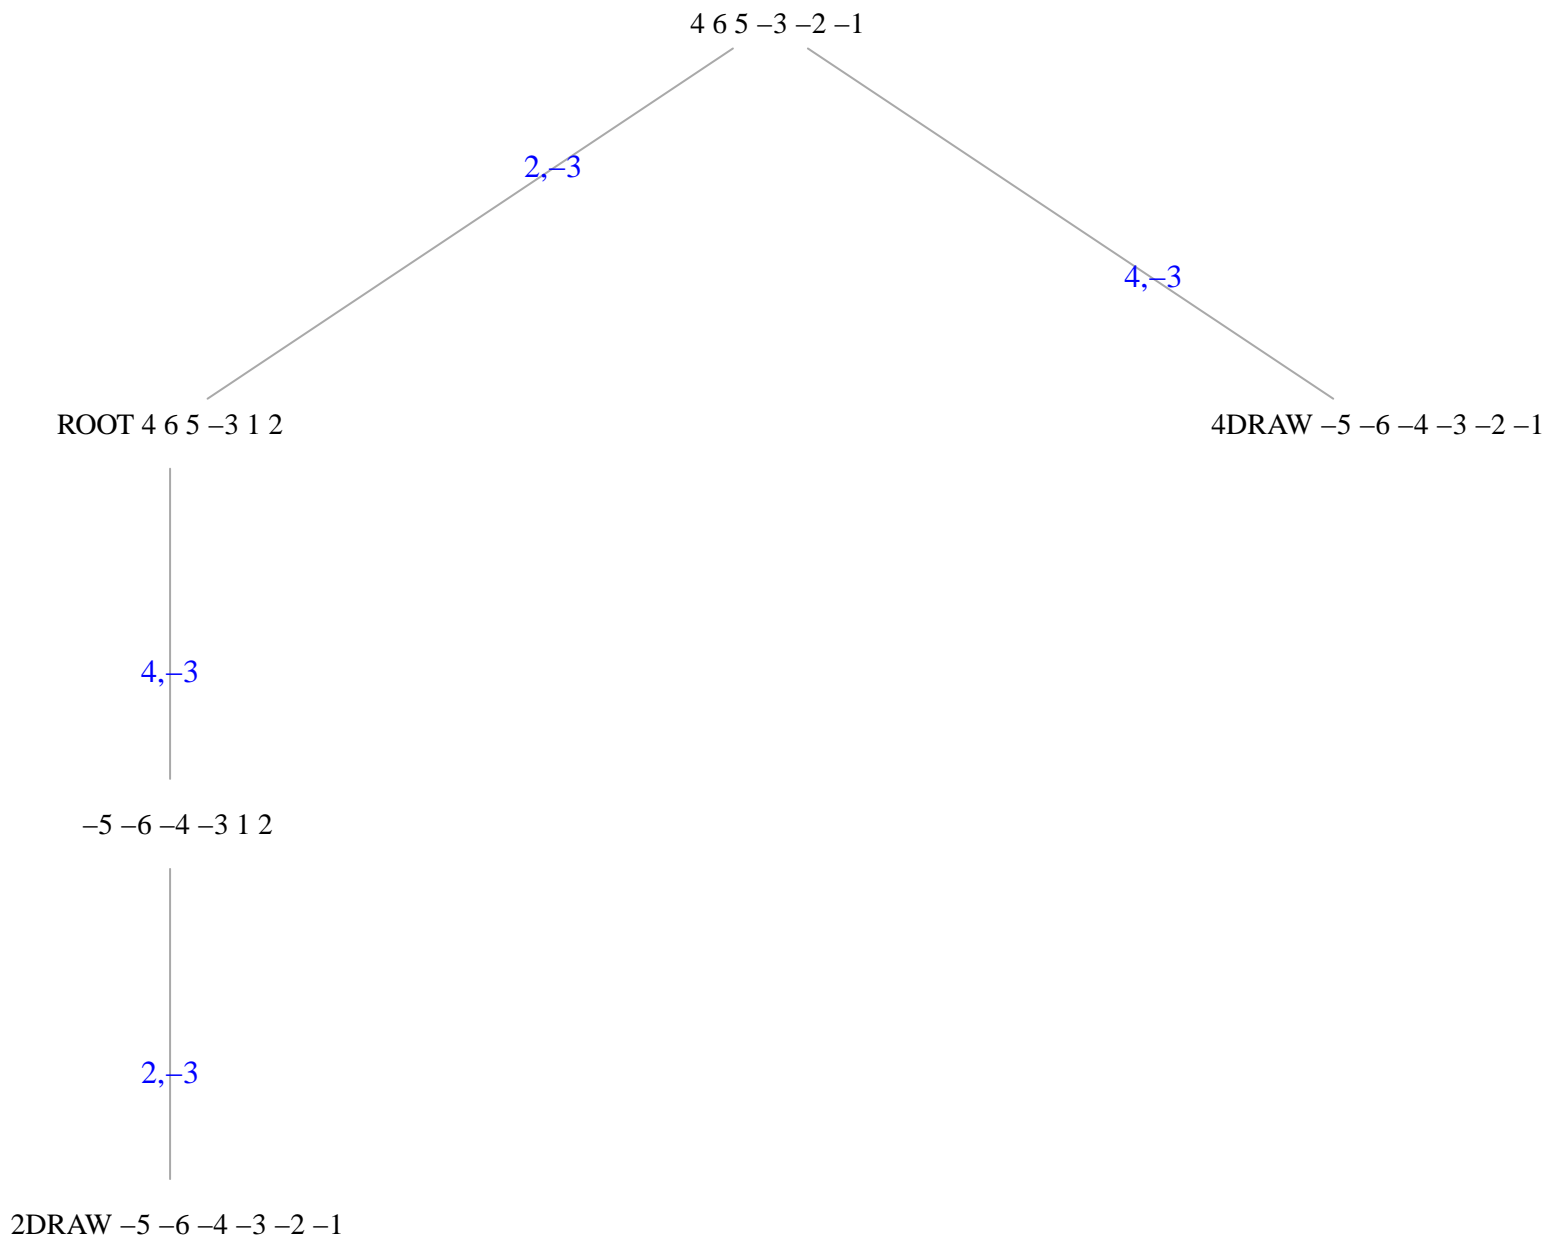 4 6 5 –3 –2 –1
2,–3
4,–3
ROOT 4 6 5 –3 1 2
4DRAW –5 –6 –4 –3 –2 –1
4,–3
–5 –6 –4 –3 1 2
2,–3
2DRAW –5 –6 –4 –3 –2 –1